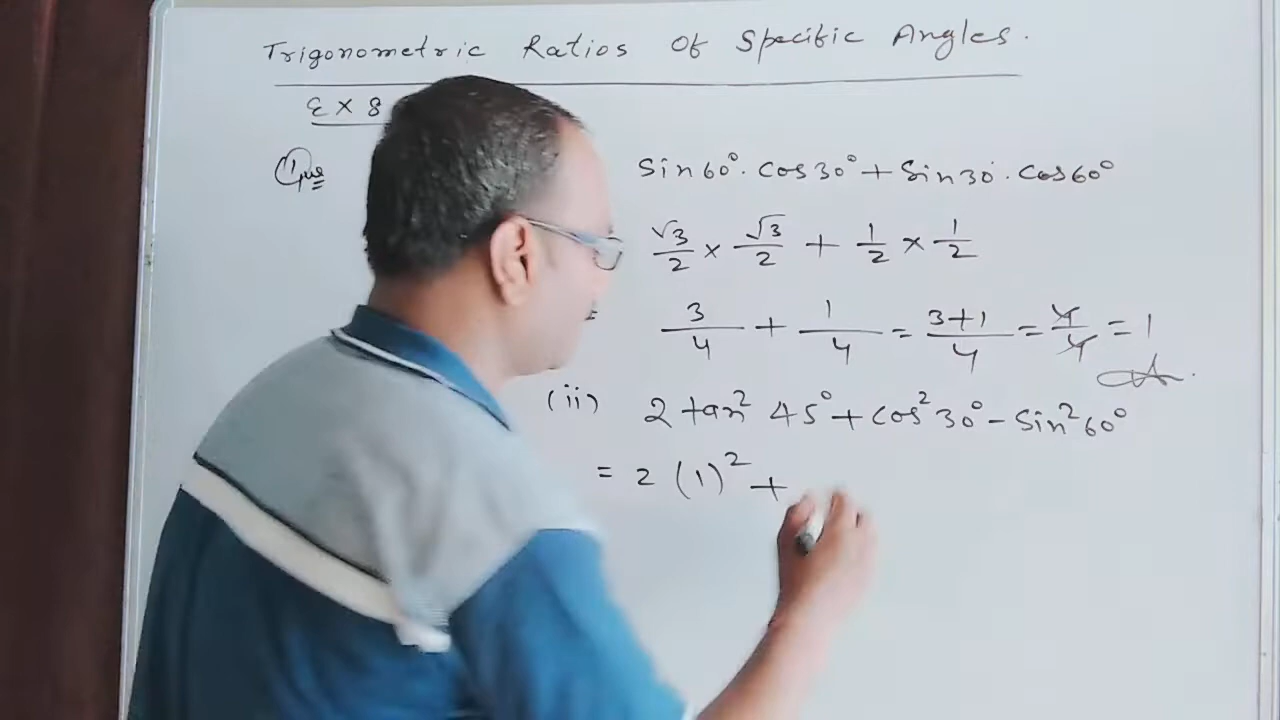 Trigonometric Ratios Of Specific Angles.
Ex 8
Que
Sin60°. Cos30° + Sin30°. Cos60°
√3/2 × √3/2 + 1/2 × 1/2
= 3/4 + 1/4 = 3+1/4 = 4/4 = 1
(ii) 2 tan² 45° + Cos² 30° - Sin² 60°
= 2 (1)² +